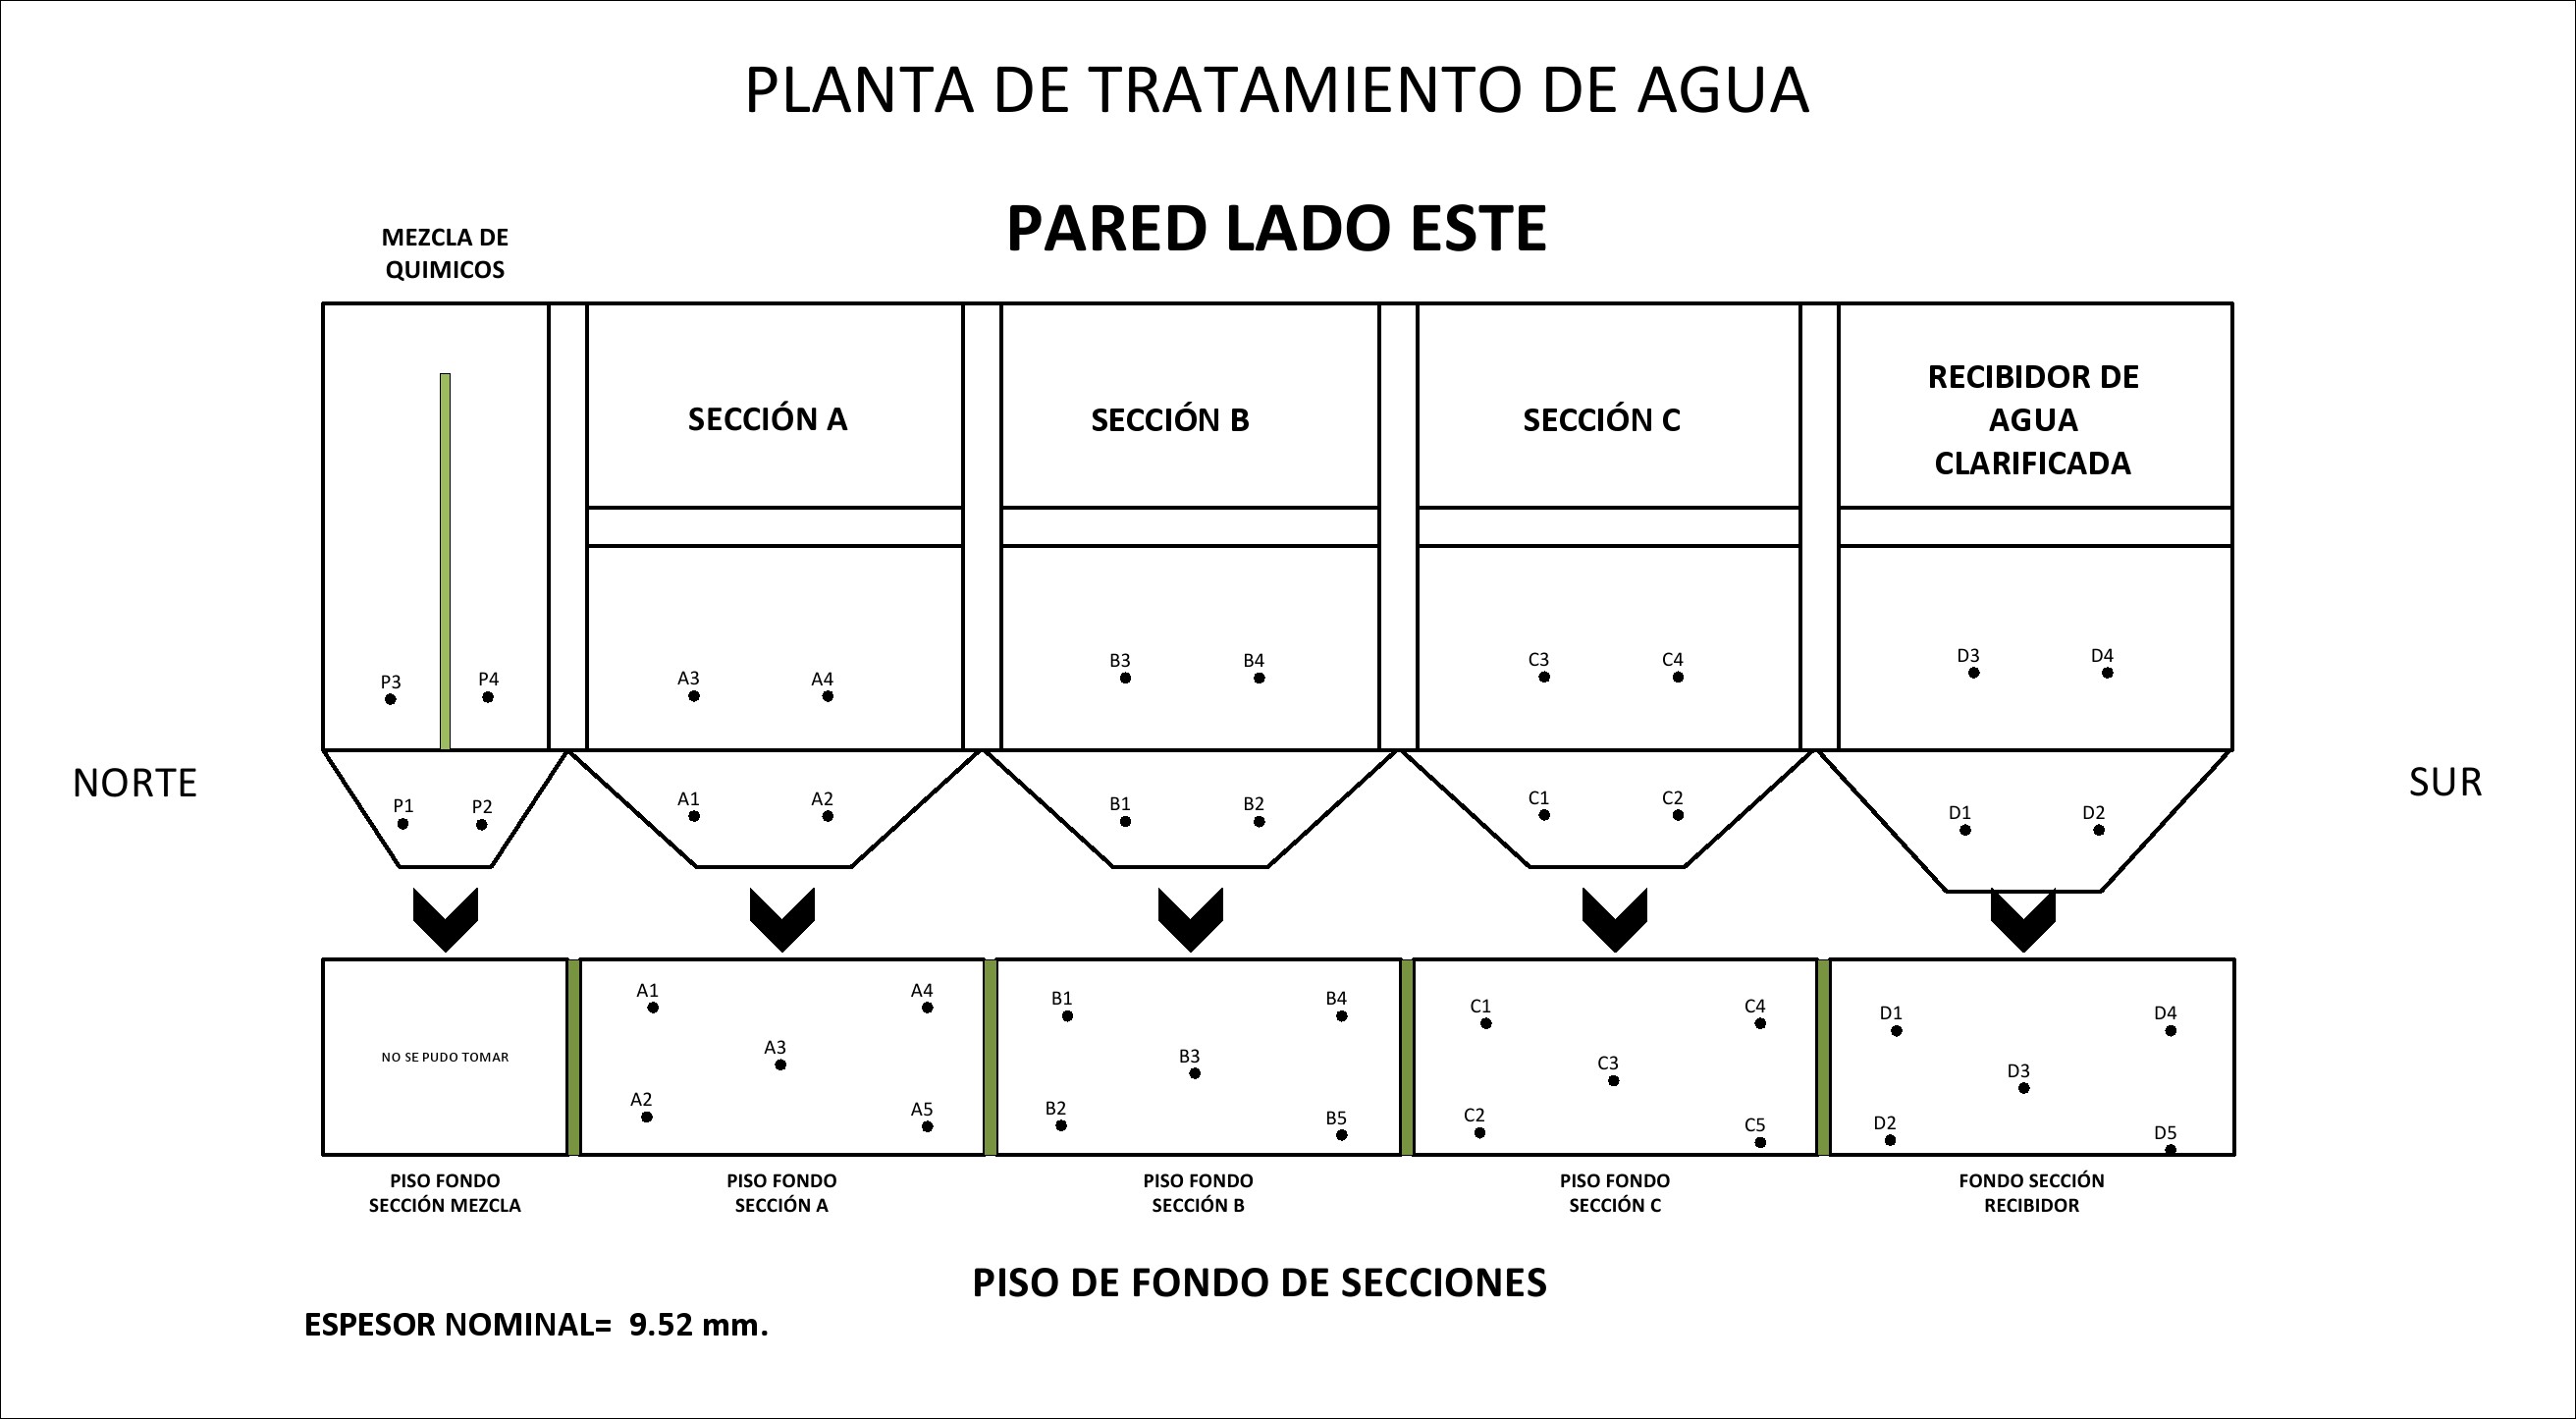 PLANTA DE TRATAMIENTO DE AGUA
PARED LADO ESTE
MEZCLA DE
QUIMICOS
SECCIÓN A
SECCIÓN B
SECCIÓN C
RECIBIDOR DE
AGUA
CLARIFICADA
P3
P4
A3
A4
B3
B4
C3
C4
D3
D4
NORTE
SUR
P1
P2
A1
A2
B1
B2
C1
C2
D1
D2
NO SE PUDO TOMAR
A1
A4
A3
A2
A5
B1
B4
B3
B2
B5
C1
C4
C3
C2
C5
D1
D4
D3
D2
D5
PISO FONDO
SECCIÓN MEZCLA
PISO FONDO
SECCIÓN A
PISO FONDO
SECCIÓN B
PISO FONDO
SECCIÓN C
FONDO SECCIÓN
RECIBIDOR
PISO DE FONDO DE SECCIONES
ESPESOR NOMINAL= 9.52 mm.